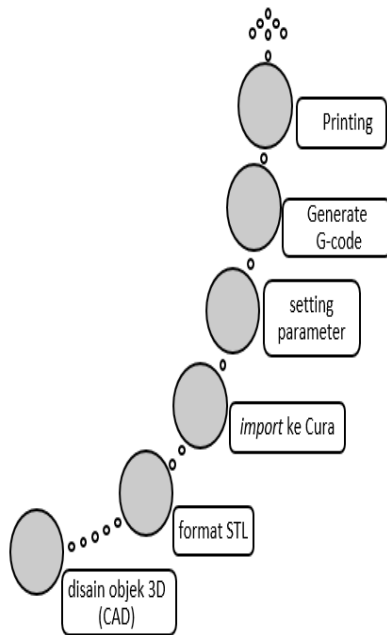 Printing
Generate
G-code
setting
parameter
import ke Cura
format STL
disain objek 3D
(CAD)